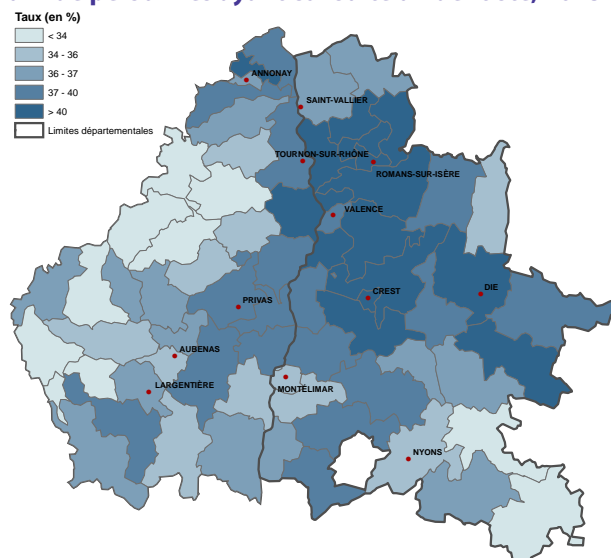 Taux (en %)
< 34
34 - 36
36 - 37
37 - 40
> 40
Limites départementales
ANNONAY
SAINT-VALLIER
TOURNON-SUR-RHÔNE
ROMANS-SUR-ISÈRE
VALENCE
DIE
CREST
PRIVAS
AUBENAS
MONTÉLIMAR
LARGENTIÈRE
NYONS